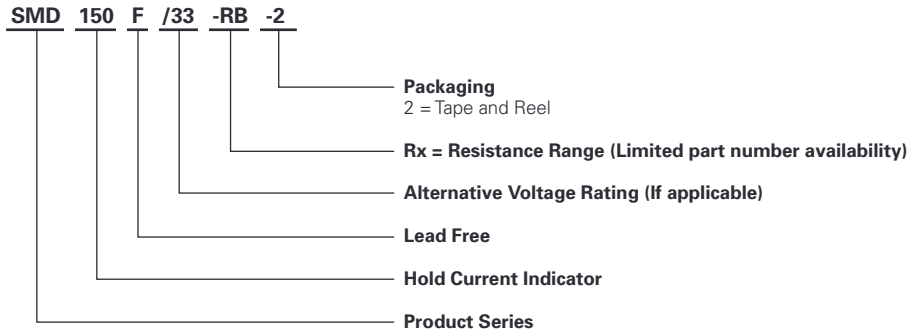 SMD 150 F /33 -RB -2
Packaging
2 = Tape and Reel
Rx = Resistance Range (Limited part number availability)
Alternative Voltage Rating (If applicable)
Lead Free
Hold Current Indicator
Product Series